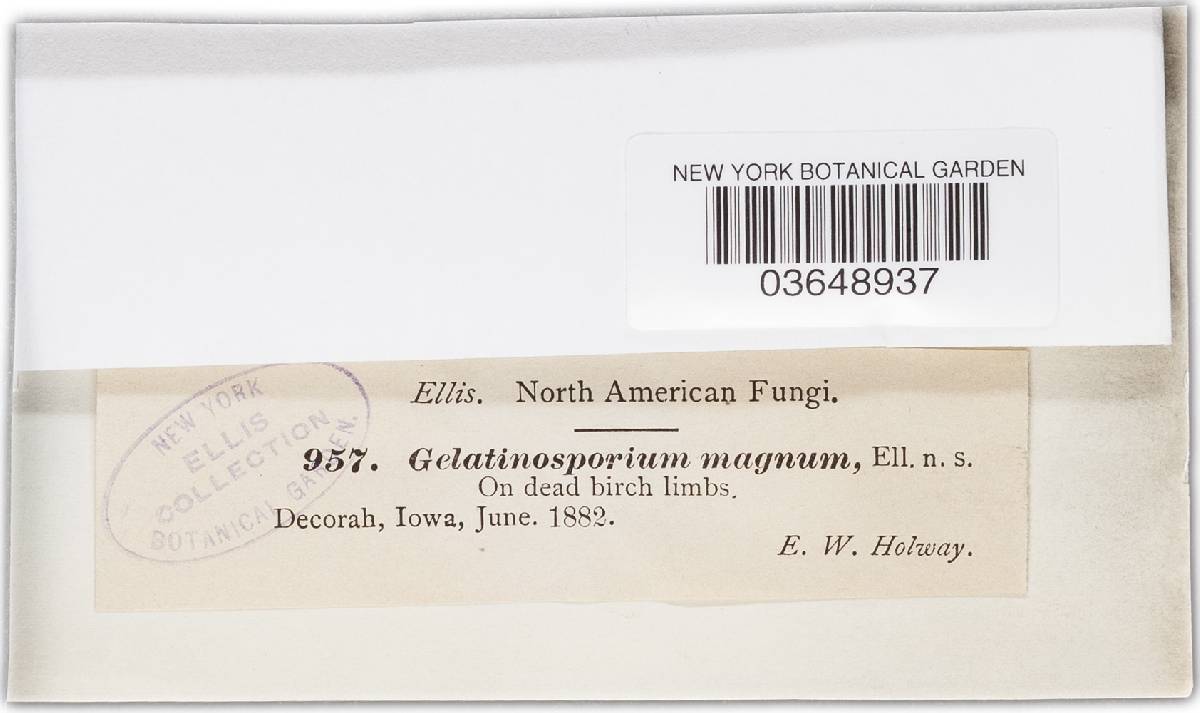 NEW YORK BOTANICAL GARDEN
03648937
NEW YORK
ELLIS
COLLECTION
BOTANICAL GARDEN.
Ellis. North American Fungi.
957. Gelatinosporium magnum, Ell. n. s.
On dead birch limbs.
Decorah, Iowa, June. 1882.
E. W. Holway.